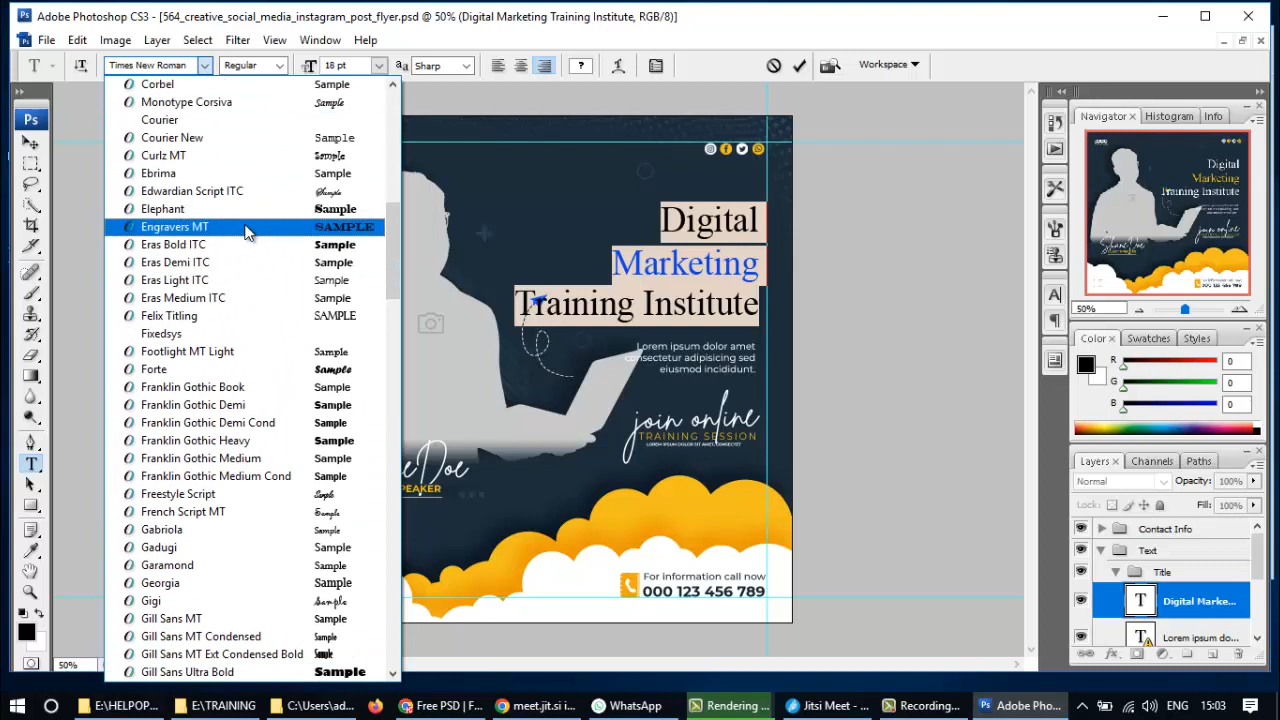 Adobe Photoshop CS3 - [564_creative_social_media_instagram_post_flyer.psd @ 50% (Digital Marketing Training Institute, RGB/8)]
File Edit Image Layer Select Filter View Window Help
Times New Roman Regular 18 pt Sharp Workspace
Corbel Sample
Monotype Corsiva Sample
Courier
Courier New Sample
Curlz MT Sample
Ebrima Sample
Edwardian Script ITC Sample
Elephant Sample
Engravers MT SAMPLE
Eras Bold ITC Sample
Eras Demi ITC Sample
Eras Light ITC Sample
Eras Medium ITC Sample
Felix Titling SAMPLE
Fixedsys
Footlight MT Light Sample
Forte Sample
Franklin Gothic Book Sample
Franklin Gothic Demi Sample
Franklin Gothic Demi Cond Sample
Franklin Gothic Heavy Sample
Franklin Gothic Medium Sample
Franklin Gothic Medium Cond Sample
Freestyle Script Sample
French Script MT Sample
Gabriola Sample
Gadugi Sample
Garamond Sample
Georgia Sample
Gigi Sample
Gill Sans MT Sample
Gill Sans MT Condensed Sample
Gill Sans MT Ext Condensed Bold Sample
Gill Sans Ultra Bold Sample
Digital
Marketing
Training Institute
Lorem ipsum dolor amet
consectetur adipisicing sed
eiusmod incididunt.
join online
TRAINING SESSION
LOREM IPSUM DOLOR SIT AMET, CONSECTET
Doe
PEAKER
For information call now
000 123 456 789
50%
Ps
Navigator Histogram Info
Digital
Marketing
Training Institute
50%
Color Swatches Styles
R 0
G 0
B 0
Layers Channels Paths
Normal Opacity: 100%
Lock: Fill: 100%
Contact Info
Text
Title
T Digital Marke...
T Lorem ipsum do...
E:\HELPOP... E:\TRAINING C:\Users\ad... Free PSD | F... meet.jit.si i... WhatsApp Rendering ... Jitsi Meet - ... Recording... Adobe Pho... ENG 15:03